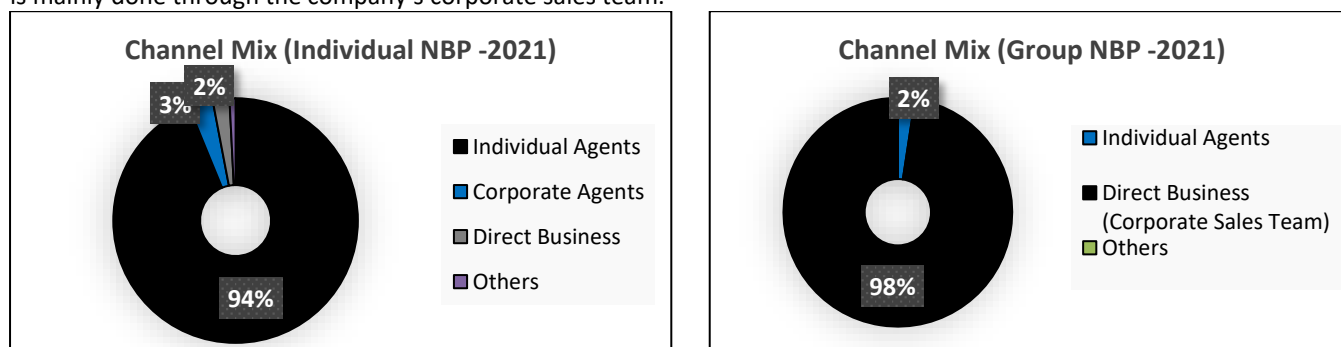 is mainly done through the company's corporate sales team.
Channel Mix (Individual NBP -2021)
3%
2%
94%
Individual Agents
Corporate Agents
Direct Business
Others
Channel Mix (Group NBP -2021)
2%
98%
Individual Agents
Direct Business
(Corporate Sales Team)
Others